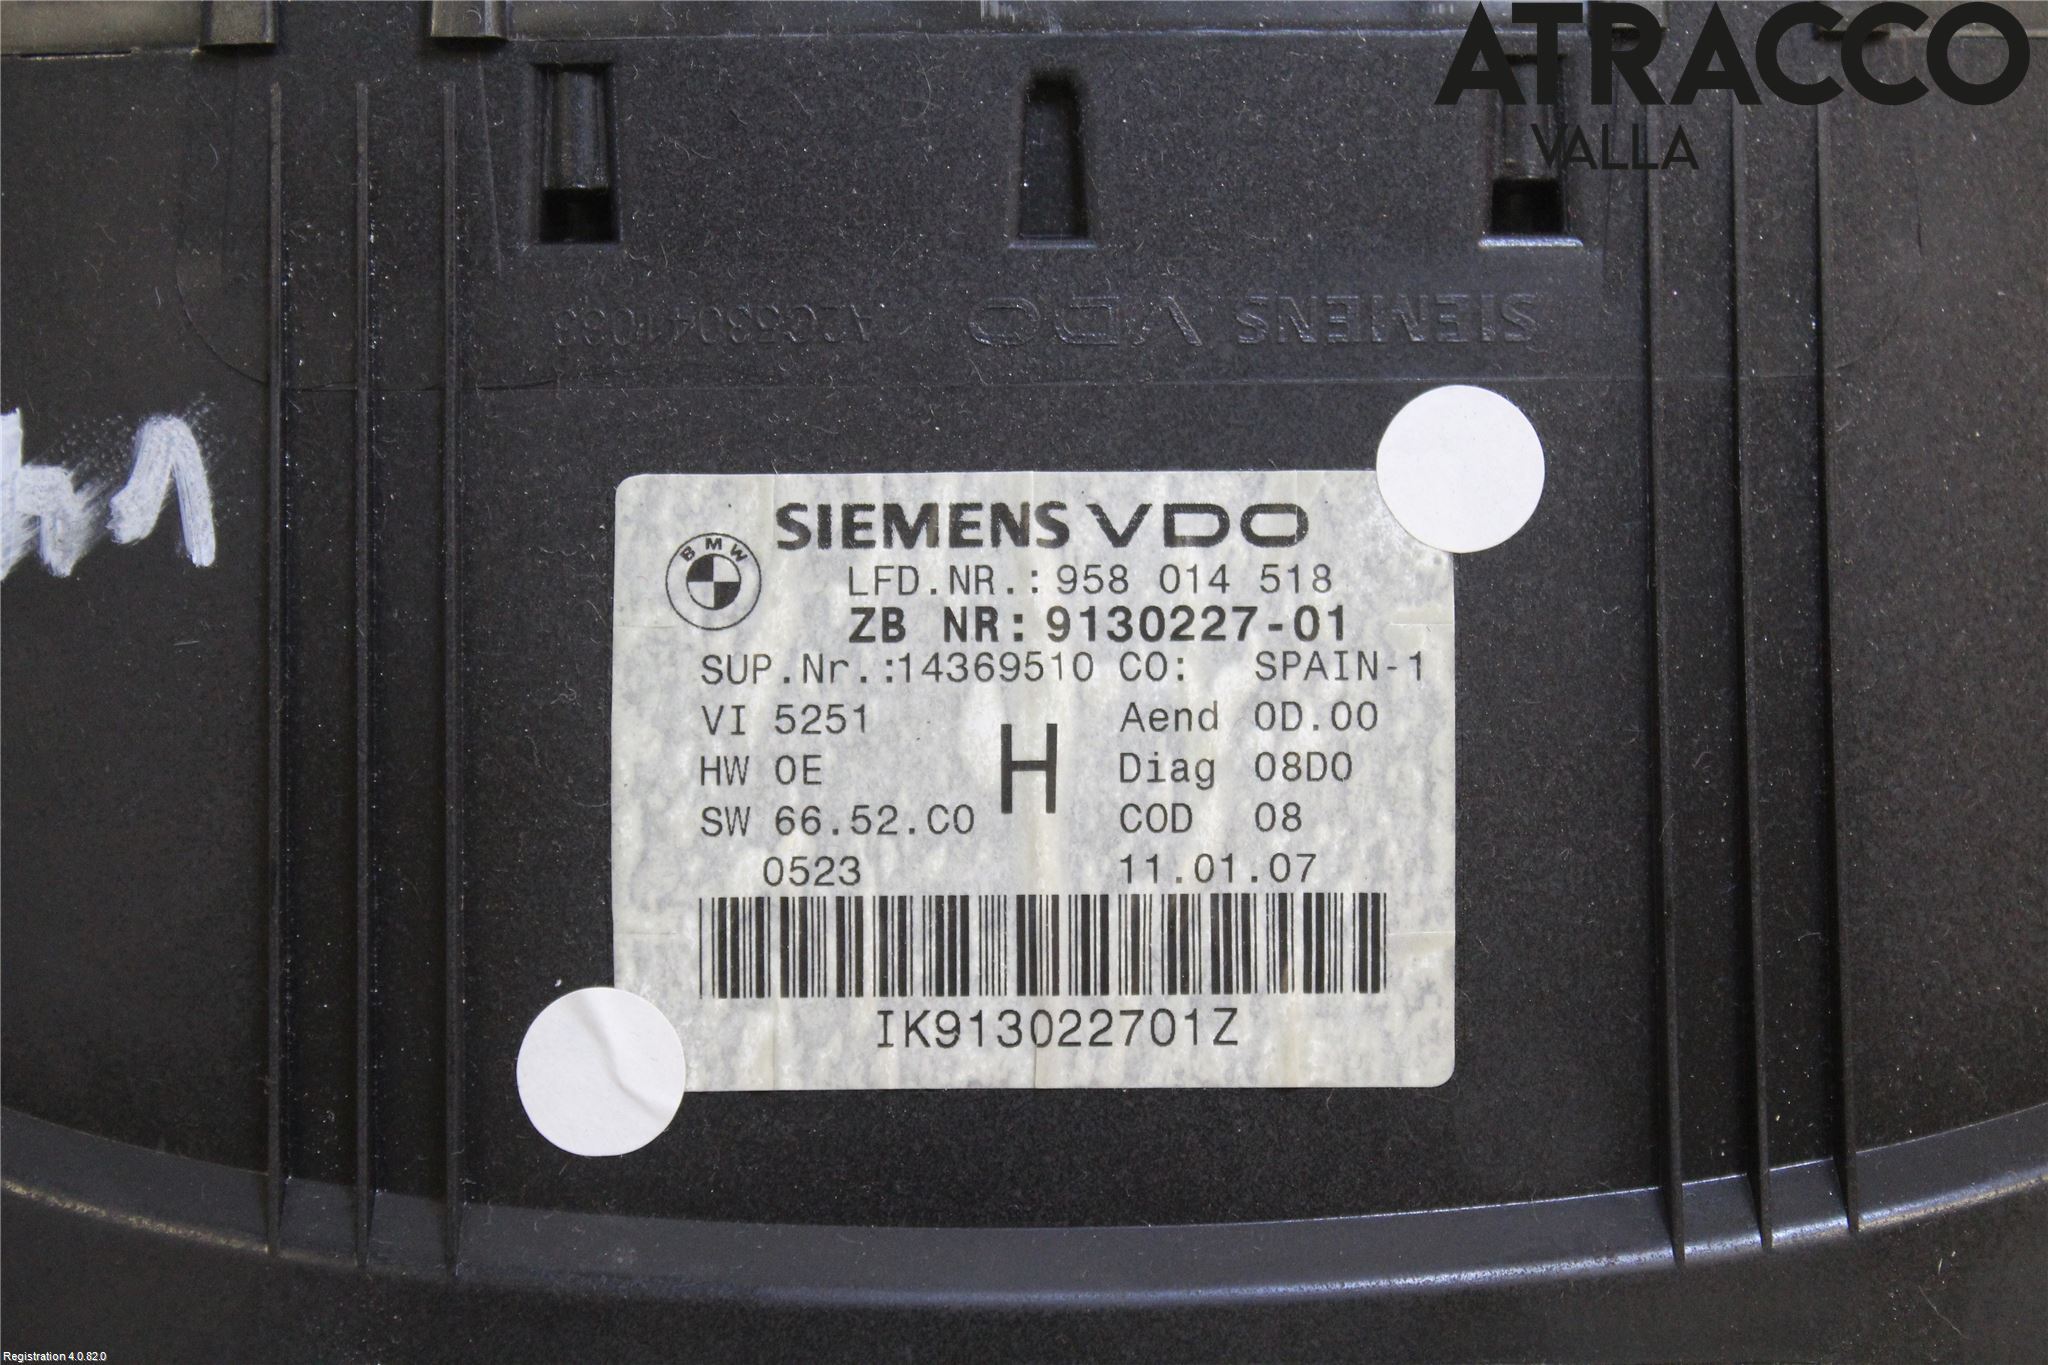 ATRACCO
VALLA
SIEMENS VDO
SIEMENS VDO
BMW
LFD.NR.:958 014 518
ZB NR:9130227-01
SUP.Nr.:14369510 CO: SPAIN-1
VI 5251 Aend 0D.00
HW 0E H Diag 08D0
SW 66.52.C0 COD 08
0523 11.01.07
IK913022701Z
Registration 4.0.82.0